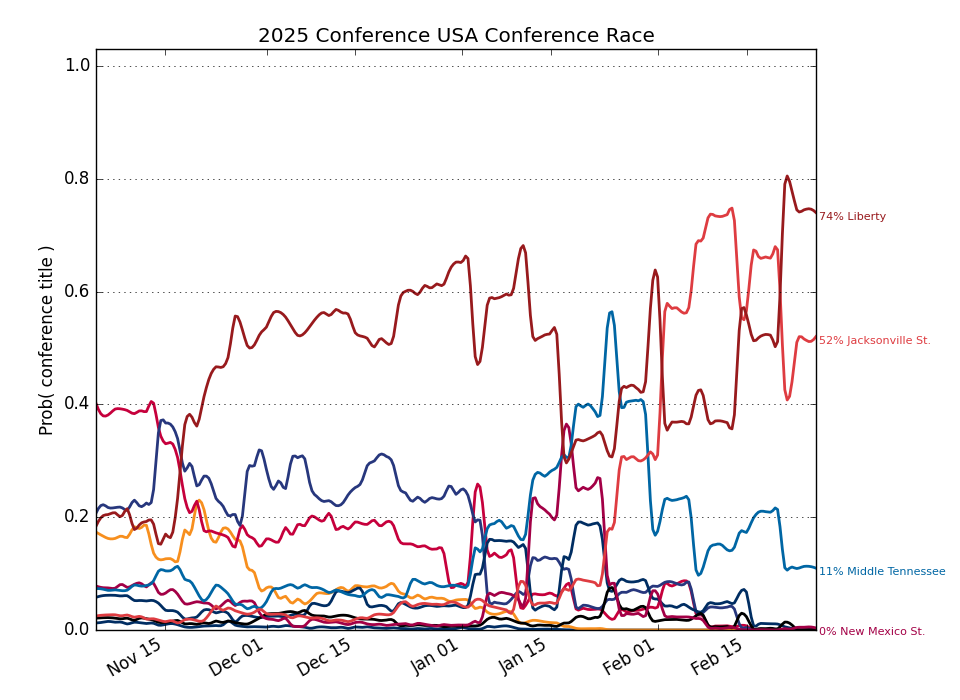 2025 Conference USA Conference Race
Prob( conference title )
1.0
0.8
0.6
0.4
0.2
0.0
74% Liberty
52% Jacksonville St.
11% Middle Tennessee
0% New Mexico St.
Nov 15
Dec 01
Dec 15
Jan 01
Jan 15
Feb 01
Feb 15